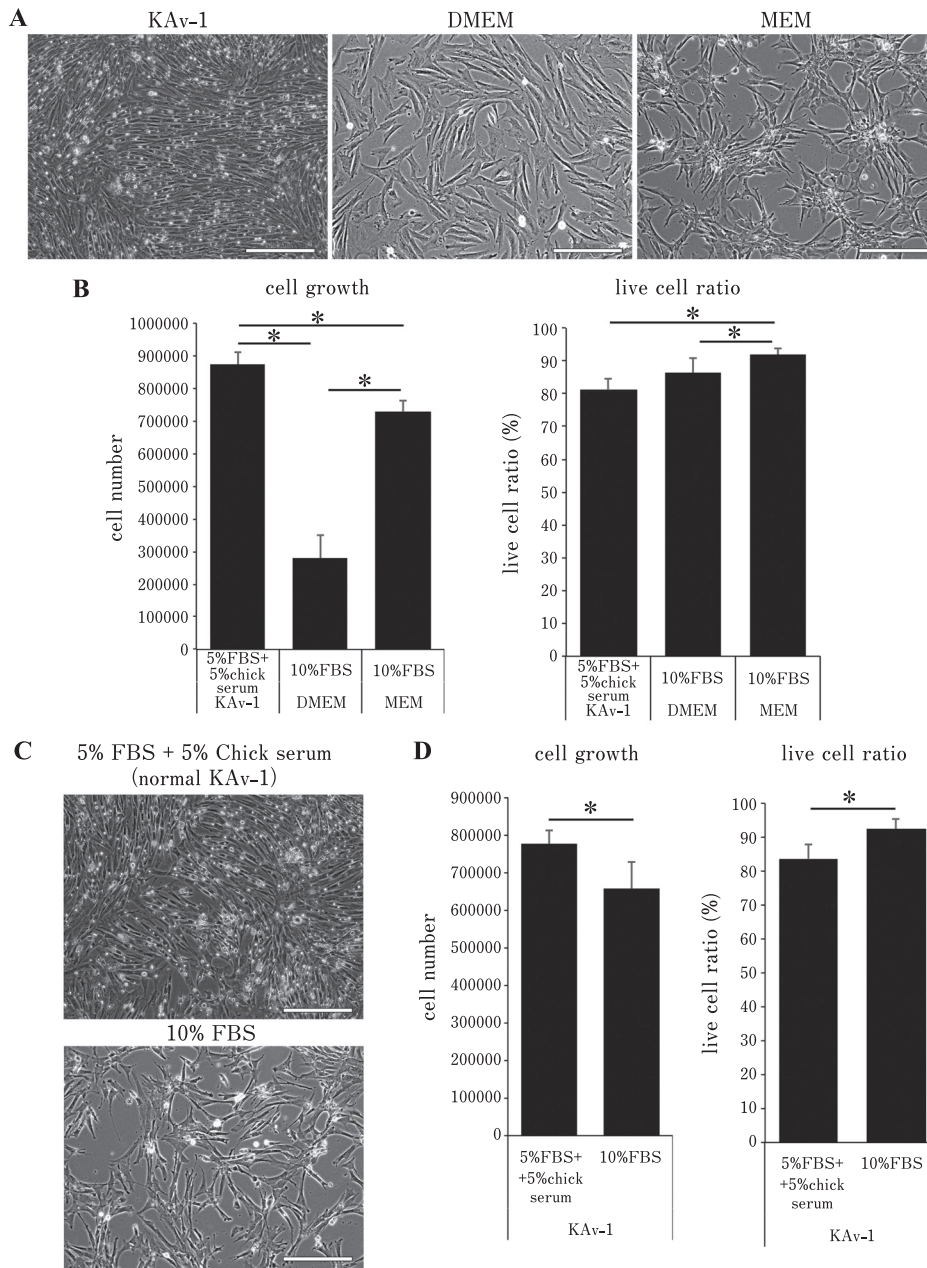 A
KAv-1
DMEM
MEM
B
cell growth
1000000
900000
800000
700000
600000
500000
400000
300000
200000
100000
0
cell number
*
*
*
5%FBS+
5%chick
serum
KAv-1
10%FBS
DMEM
10%FBS
MEM
live cell ratio
100
90
80
70
60
50
40
30
20
10
0
live cell ratio (%)
*
*
5%FBS+
5%chick
serum
KAv-1
10%FBS
DMEM
10%FBS
MEM
C
5% FBS + 5% Chick serum
(normal KAv-1)
10% FBS
D
cell growth
900000
800000
700000
600000
500000
400000
300000
200000
100000
0
cell number
*
5%FBS+
+5%chick
serum
10%FBS
KAv-1
live cell ratio
100
90
80
70
60
50
40
30
20
10
0
live cell ratio (%)
*
5%FBS+
+5%chick
serum
10%FBS
KAv-1